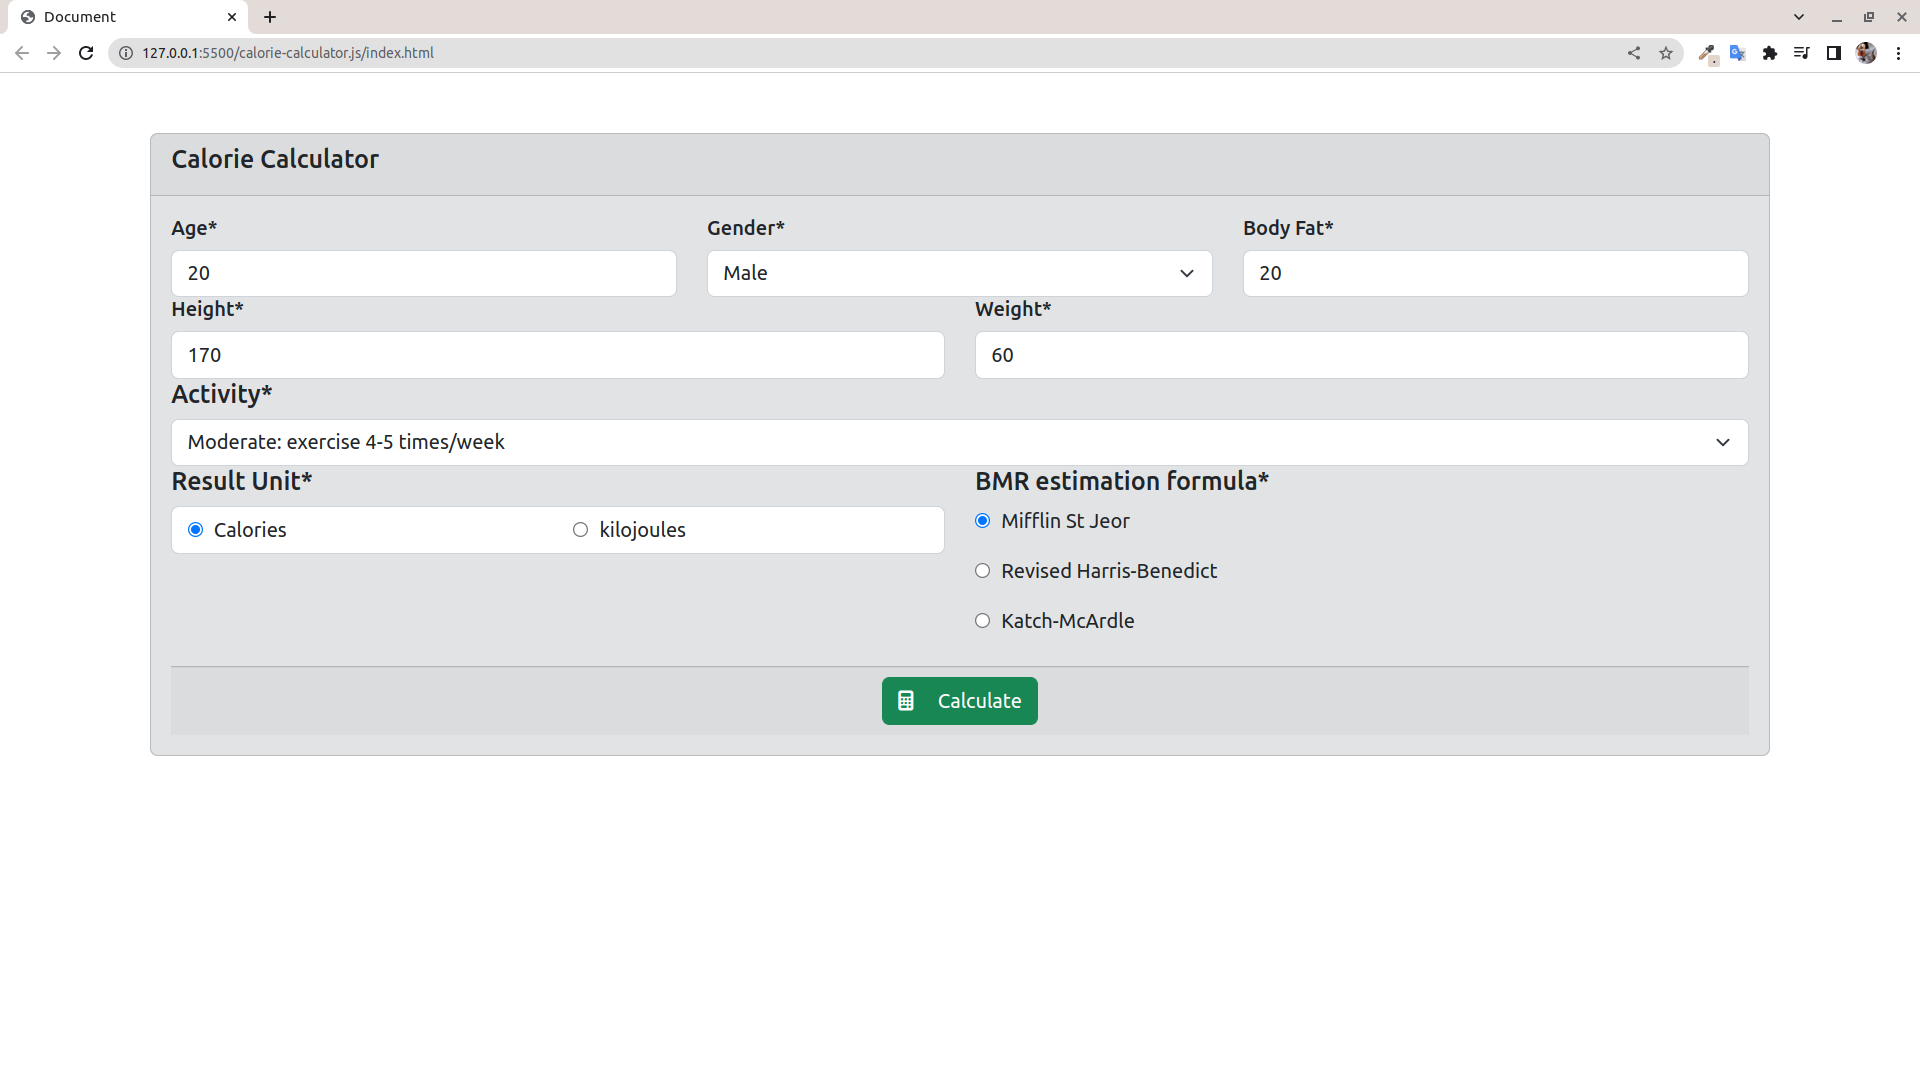 Document
127.0.0.1:5500/calorie-calculator.js/index.html
Calorie Calculator
Age* Gender* Body Fat*
20 Male 20
Height* Weight*
170 60
Activity*
Moderate: exercise 4-5 times/week
Result Unit* BMR estimation formula*
Calories kilojoules Mifflin St Jeor
Revised Harris-Benedict
Katch-McArdle
Calculate